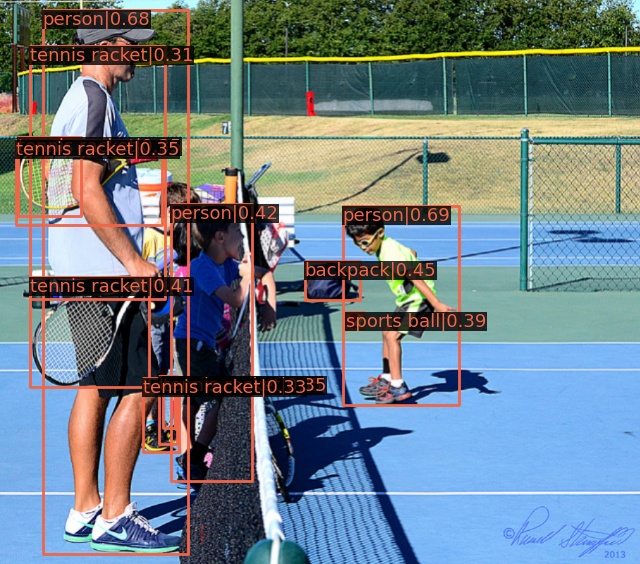 person|0.68
tennis racket|0.31
tennis racket|0.35
person|0.42
person|0.69
backpack|0.45
tennis racket|0.41
sports ball|0.39
tennis racket|0.3335
2013